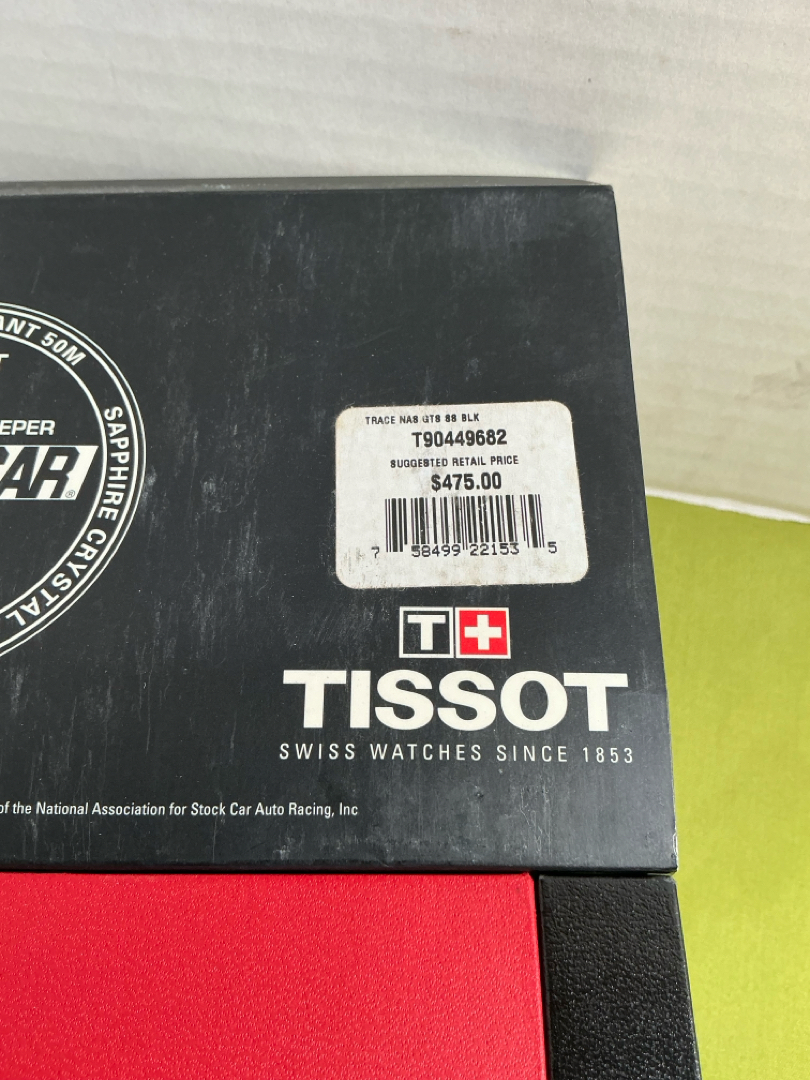 ANT 50M
T
SAPPHIRE CRYSTAL
EPER
CAR®
TRACE NAS GTS SS BLK
T90449682
SUGGESTED RETAIL PRICE
$475.00
7 58499 22153 5
T+
TISSOT
SWISS WATCHES SINCE 1853
of the National Association for Stock Car Auto Racing, Inc